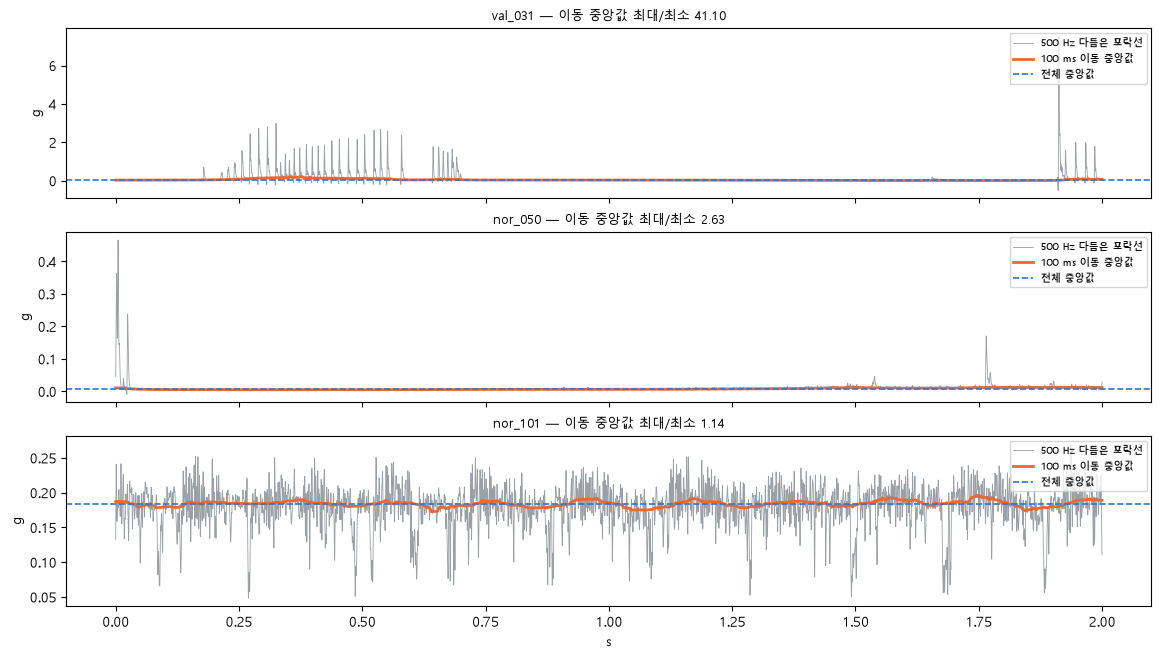 val_031 — 이동 중앙값 최대/최소 41.10
500 Hz 다듬은 포락선
100 ms 이동 중앙값
전체 중앙값
g
6
4
2
0
nor_050 — 이동 중앙값 최대/최소 2.63
500 Hz 다듬은 포락선
100 ms 이동 중앙값
전체 중앙값
g
0.4
0.3
0.2
0.1
0.0
nor_101 — 이동 중앙값 최대/최소 1.14
500 Hz 다듬은 포락선
100 ms 이동 중앙값
전체 중앙값
g
0.25
0.20
0.15
0.10
0.05
0.00 0.25 0.50 0.75 1.00 1.25 1.50 1.75 2.00
s